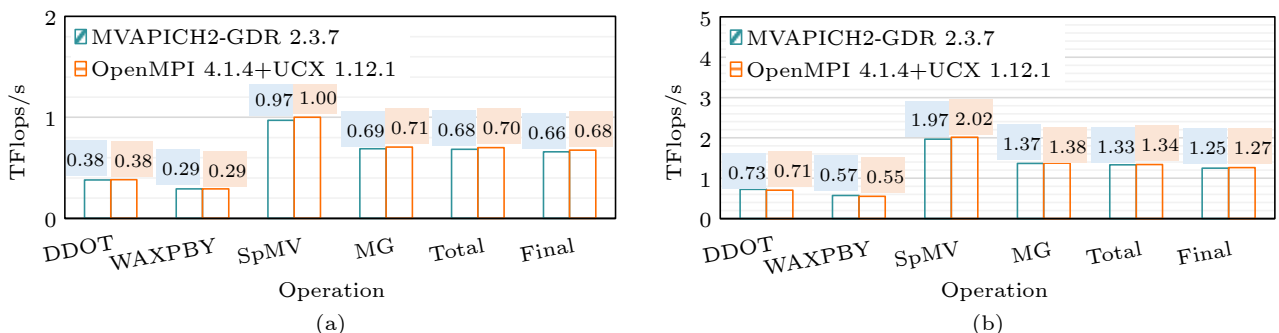 2
MVAPICH2-GDR 2.3.7
OpenMPI 4.1.4+UCX 1.12.1
TFlops/s
1
0
0.38 0.38 0.29 0.29 0.97 1.00 0.69 0.71 0.68 0.70 0.66 0.68
DDOT WAXPBY SpMV MG Total Final
Operation
(a)
5
MVAPICH2-GDR 2.3.7
4
OpenMPI 4.1.4+UCX 1.12.1
TFlops/s
3
2
1
0
0.73 0.71 0.57 0.55 1.97 2.02 1.37 1.38 1.33 1.34 1.25 1.27
DDOT WAXPBY SpMV MG Total Final
Operation
(b)